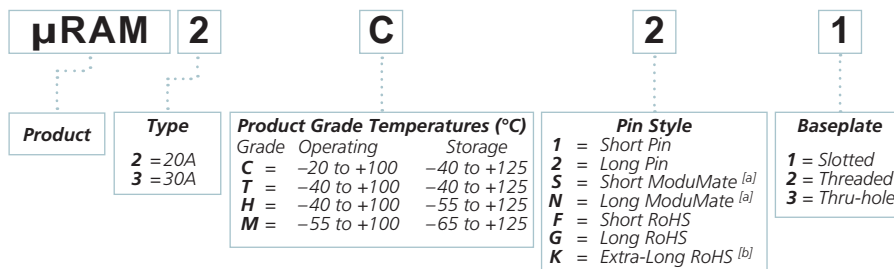 µRAM 2 C 2 1
Product
Type
2 = 20A
3 = 30A
Product Grade Temperatures (°C)
Grade Operating Storage
C = –20 to +100 –40 to +125
T = –40 to +100 –40 to +125
H = –40 to +100 –55 to +125
M = –55 to +100 –65 to +125
Pin Style
1 = Short Pin
2 = Long Pin
S = Short ModuMate [a]
N = Long ModuMate [a]
F = Short RoHS
G = Long RoHS
K = Extra-Long RoHS [b]
Baseplate
1 = Slotted
2 = Threaded
3 = Thru-hole